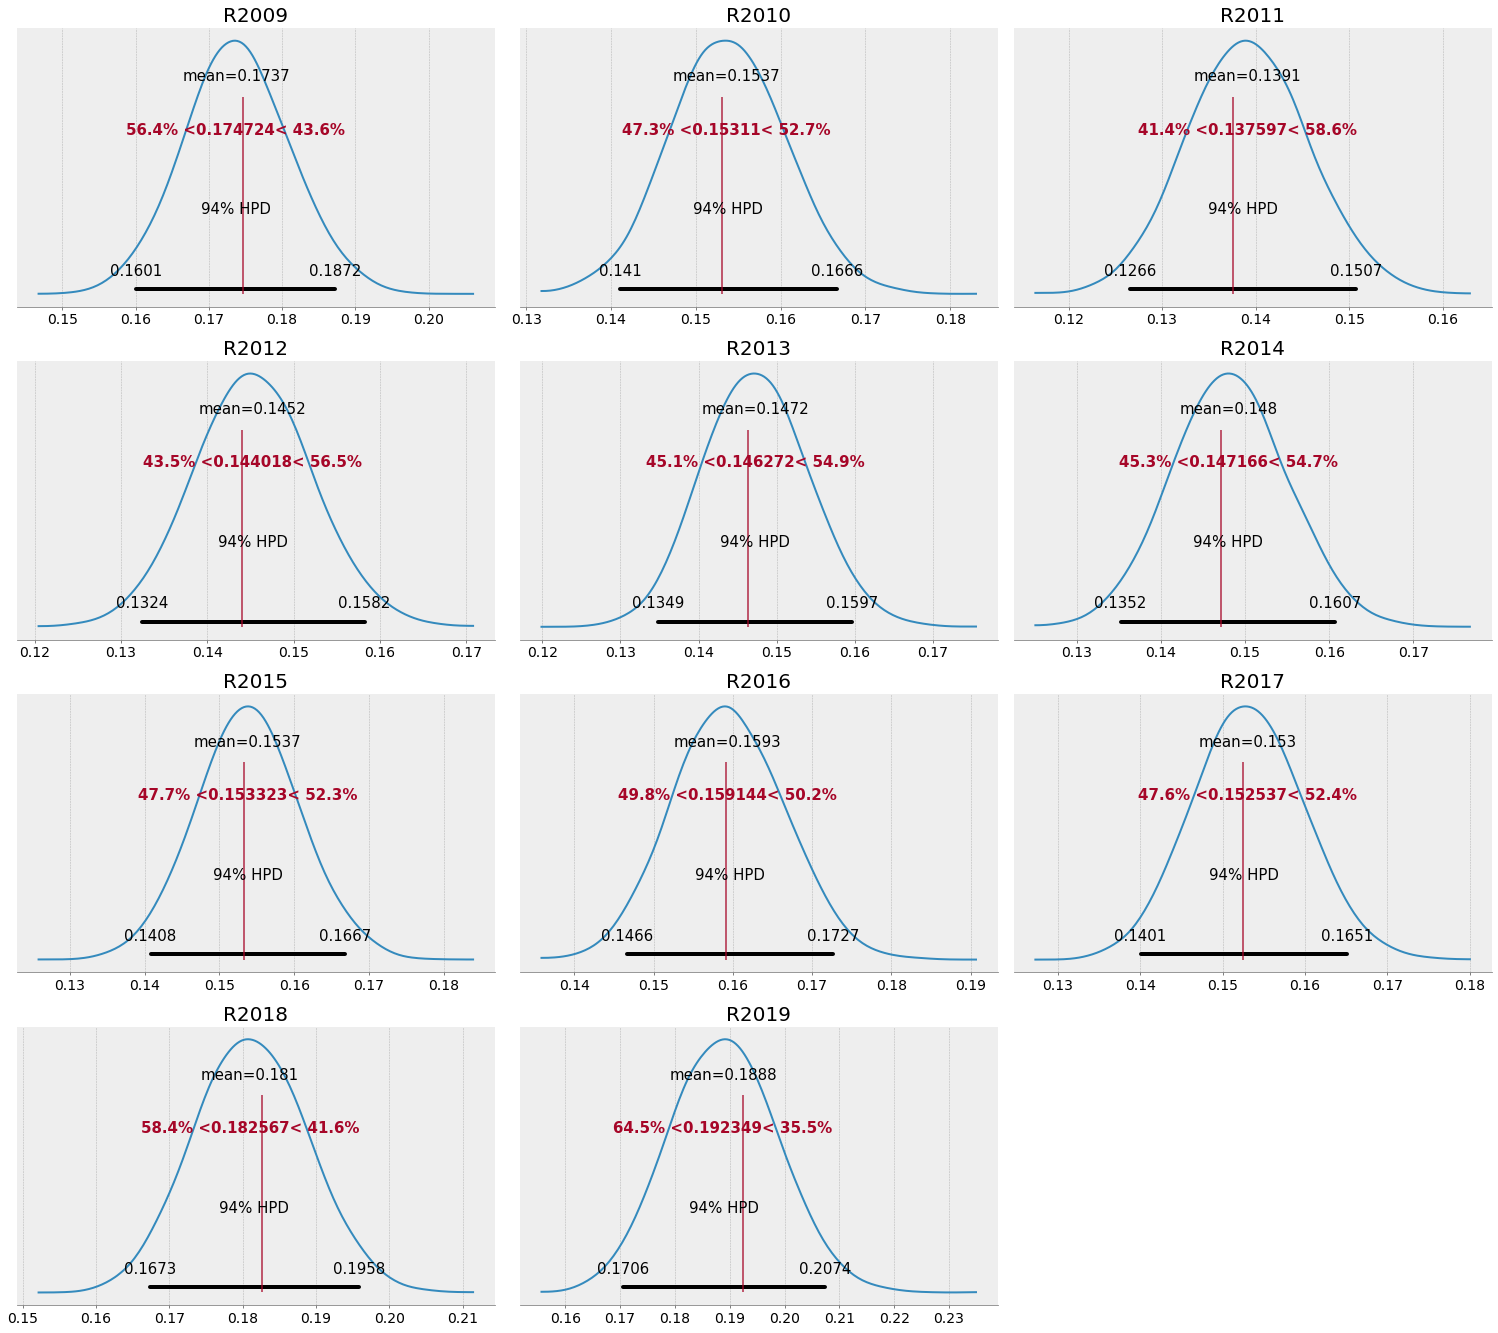 R2009
mean=0.1737
56.4% <0.174724< 43.6%
94% HPD
0.1601 0.1872
0.15 0.16 0.17 0.18 0.19 0.20
R2010
mean=0.1537
47.3% <0.15311< 52.7%
94% HPD
0.141 0.1666
0.13 0.14 0.15 0.16 0.17 0.18
R2011
mean=0.1391
41.4% <0.137597< 58.6%
94% HPD
0.1266 0.1507
0.12 0.13 0.14 0.15 0.16
R2012
mean=0.1452
43.5% <0.144018< 56.5%
94% HPD
0.1324 0.1582
0.12 0.13 0.14 0.15 0.16 0.17
R2013
mean=0.1472
45.1% <0.146272< 54.9%
94% HPD
0.1349 0.1597
0.12 0.13 0.14 0.15 0.16 0.17
R2014
mean=0.148
45.3% <0.147166< 54.7%
94% HPD
0.1352 0.1607
0.13 0.14 0.15 0.16 0.17
R2015
mean=0.1537
47.7% <0.153323< 52.3%
94% HPD
0.1408 0.1667
0.13 0.14 0.15 0.16 0.17 0.18
R2016
mean=0.1593
49.8% <0.159144< 50.2%
94% HPD
0.1466 0.1727
0.14 0.15 0.16 0.17 0.18 0.19
R2017
mean=0.153
47.6% <0.152537< 52.4%
94% HPD
0.1401 0.1651
0.13 0.14 0.15 0.16 0.17 0.18
R2018
mean=0.181
58.4% <0.182567< 41.6%
94% HPD
0.1673 0.1958
0.15 0.16 0.17 0.18 0.19 0.20 0.21
R2019
mean=0.1888
64.5% <0.192349< 35.5%
94% HPD
0.1706 0.2074
0.16 0.17 0.18 0.19 0.20 0.21 0.22 0.23